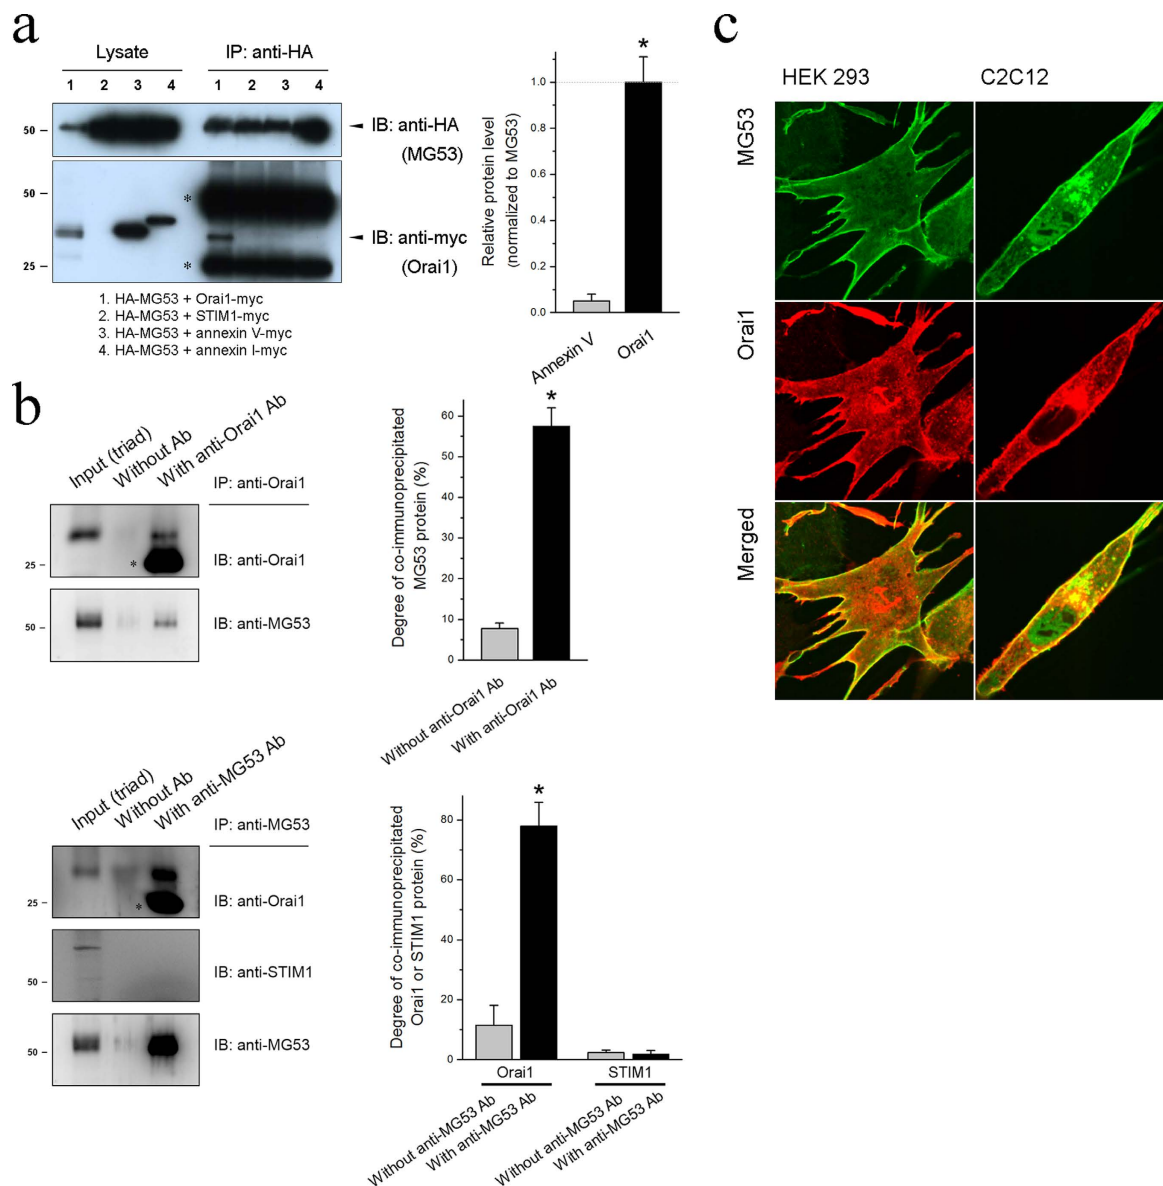 a
Lysate
IP: anti-HA
1 2 3 4 1 2 3 4
50
IB: anti-HA
(MG53)
50
*
IB: anti-myc
(Orai1)
25
*
1. HA-MG53 + Orai1-myc
2. HA-MG53 + STIM1-myc
3. HA-MG53 + annexin V-myc
4. HA-MG53 + annexin I-myc
Relative protein level
(normalized to MG53)
1.0
0.8
0.6
0.4
0.2
0.0
*
Annexin V
Orai1
b
Input (triad)
Without Ab
With anti-Orai1 Ab
IP: anti-Orai1
25
*
IB: anti-Orai1
50
IB: anti-MG53
Degree of co-immunoprecipitated
MG53 protein (%)
60
50
40
30
20
10
0
*
Without anti-Orai1 Ab
With anti-Orai1 Ab
Input (triad)
Without Ab
With anti-MG53 Ab
IP: anti-MG53
25
*
IB: anti-Orai1
50
IB: anti-STIM1
50
IB: anti-MG53
Degree of co-immunoprecipitated
Orai1 or STIM1 protein (%)
80
60
40
20
0
*
Orai1
STIM1
Without anti-MG53 Ab
With anti-MG53 Ab
Without anti-MG53 Ab
With anti-MG53 Ab
c
HEK 293
C2C12
MG53
Orai1
Merged